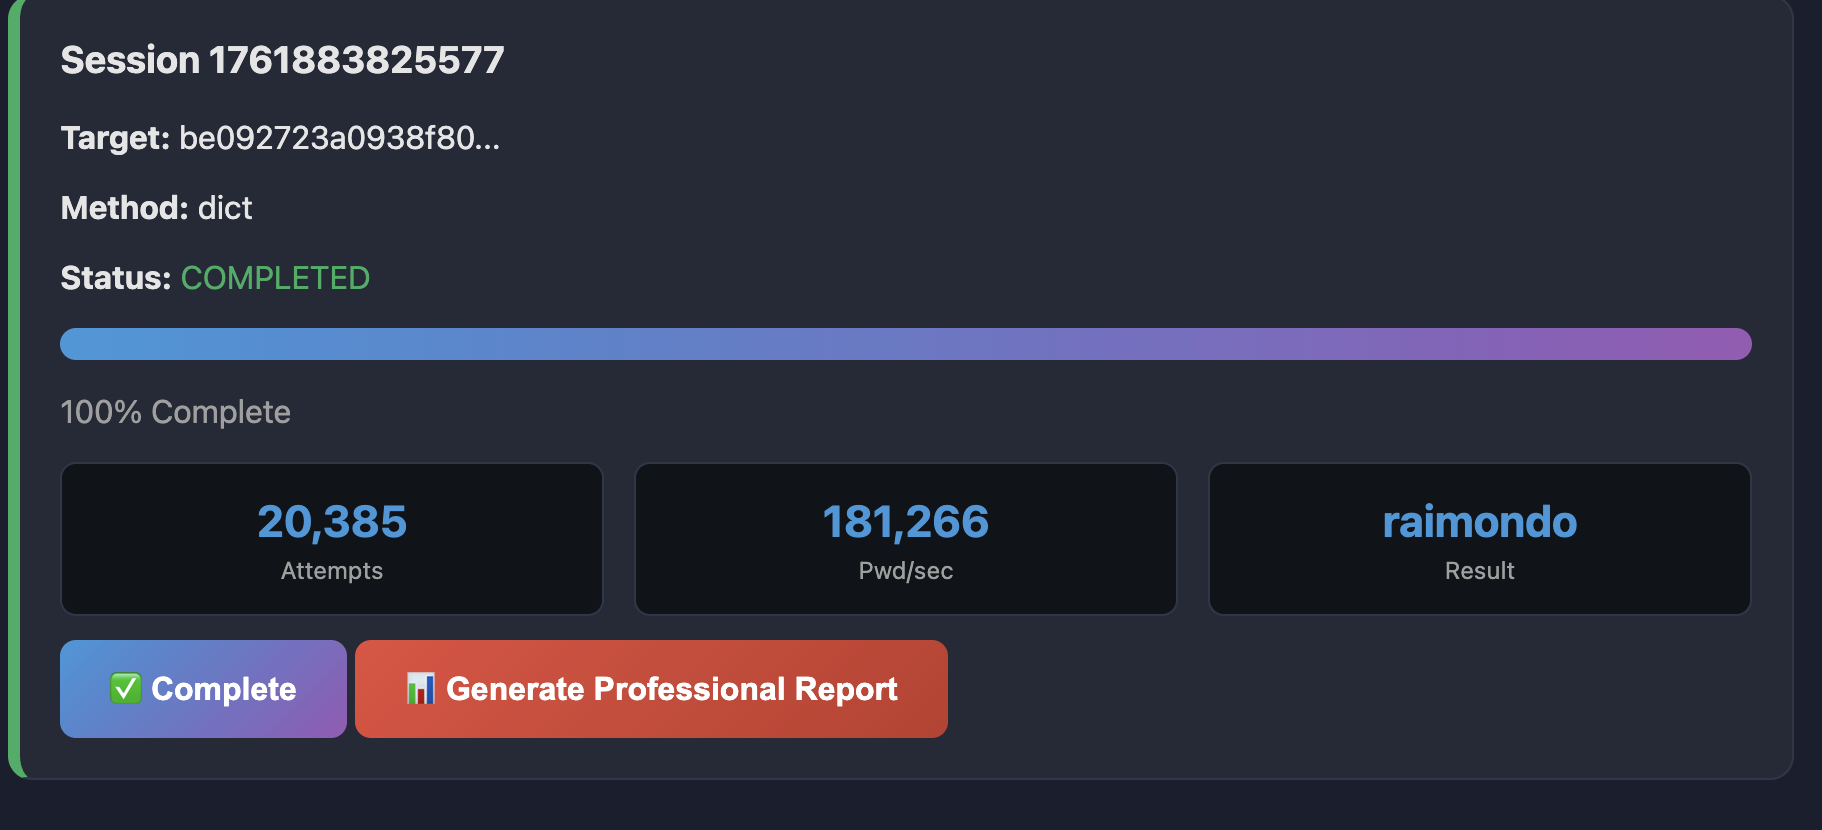 Session 1761883825577
Target: be092723a0938f80...
Method: dict
Status: COMPLETED
100% Complete
20,385
Attempts
181,266
Pwd/sec
raimondo
Result
✅ Complete
📊 Generate Professional Report